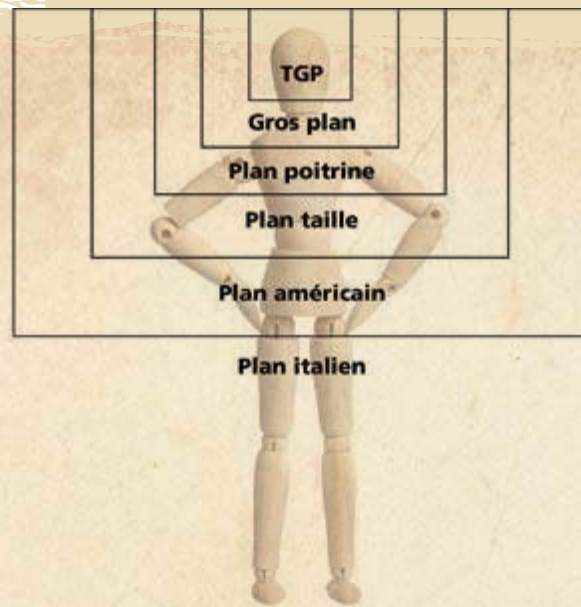 TGP
Gros plan
Plan poitrine
Plan taille
Plan américain
Plan italien